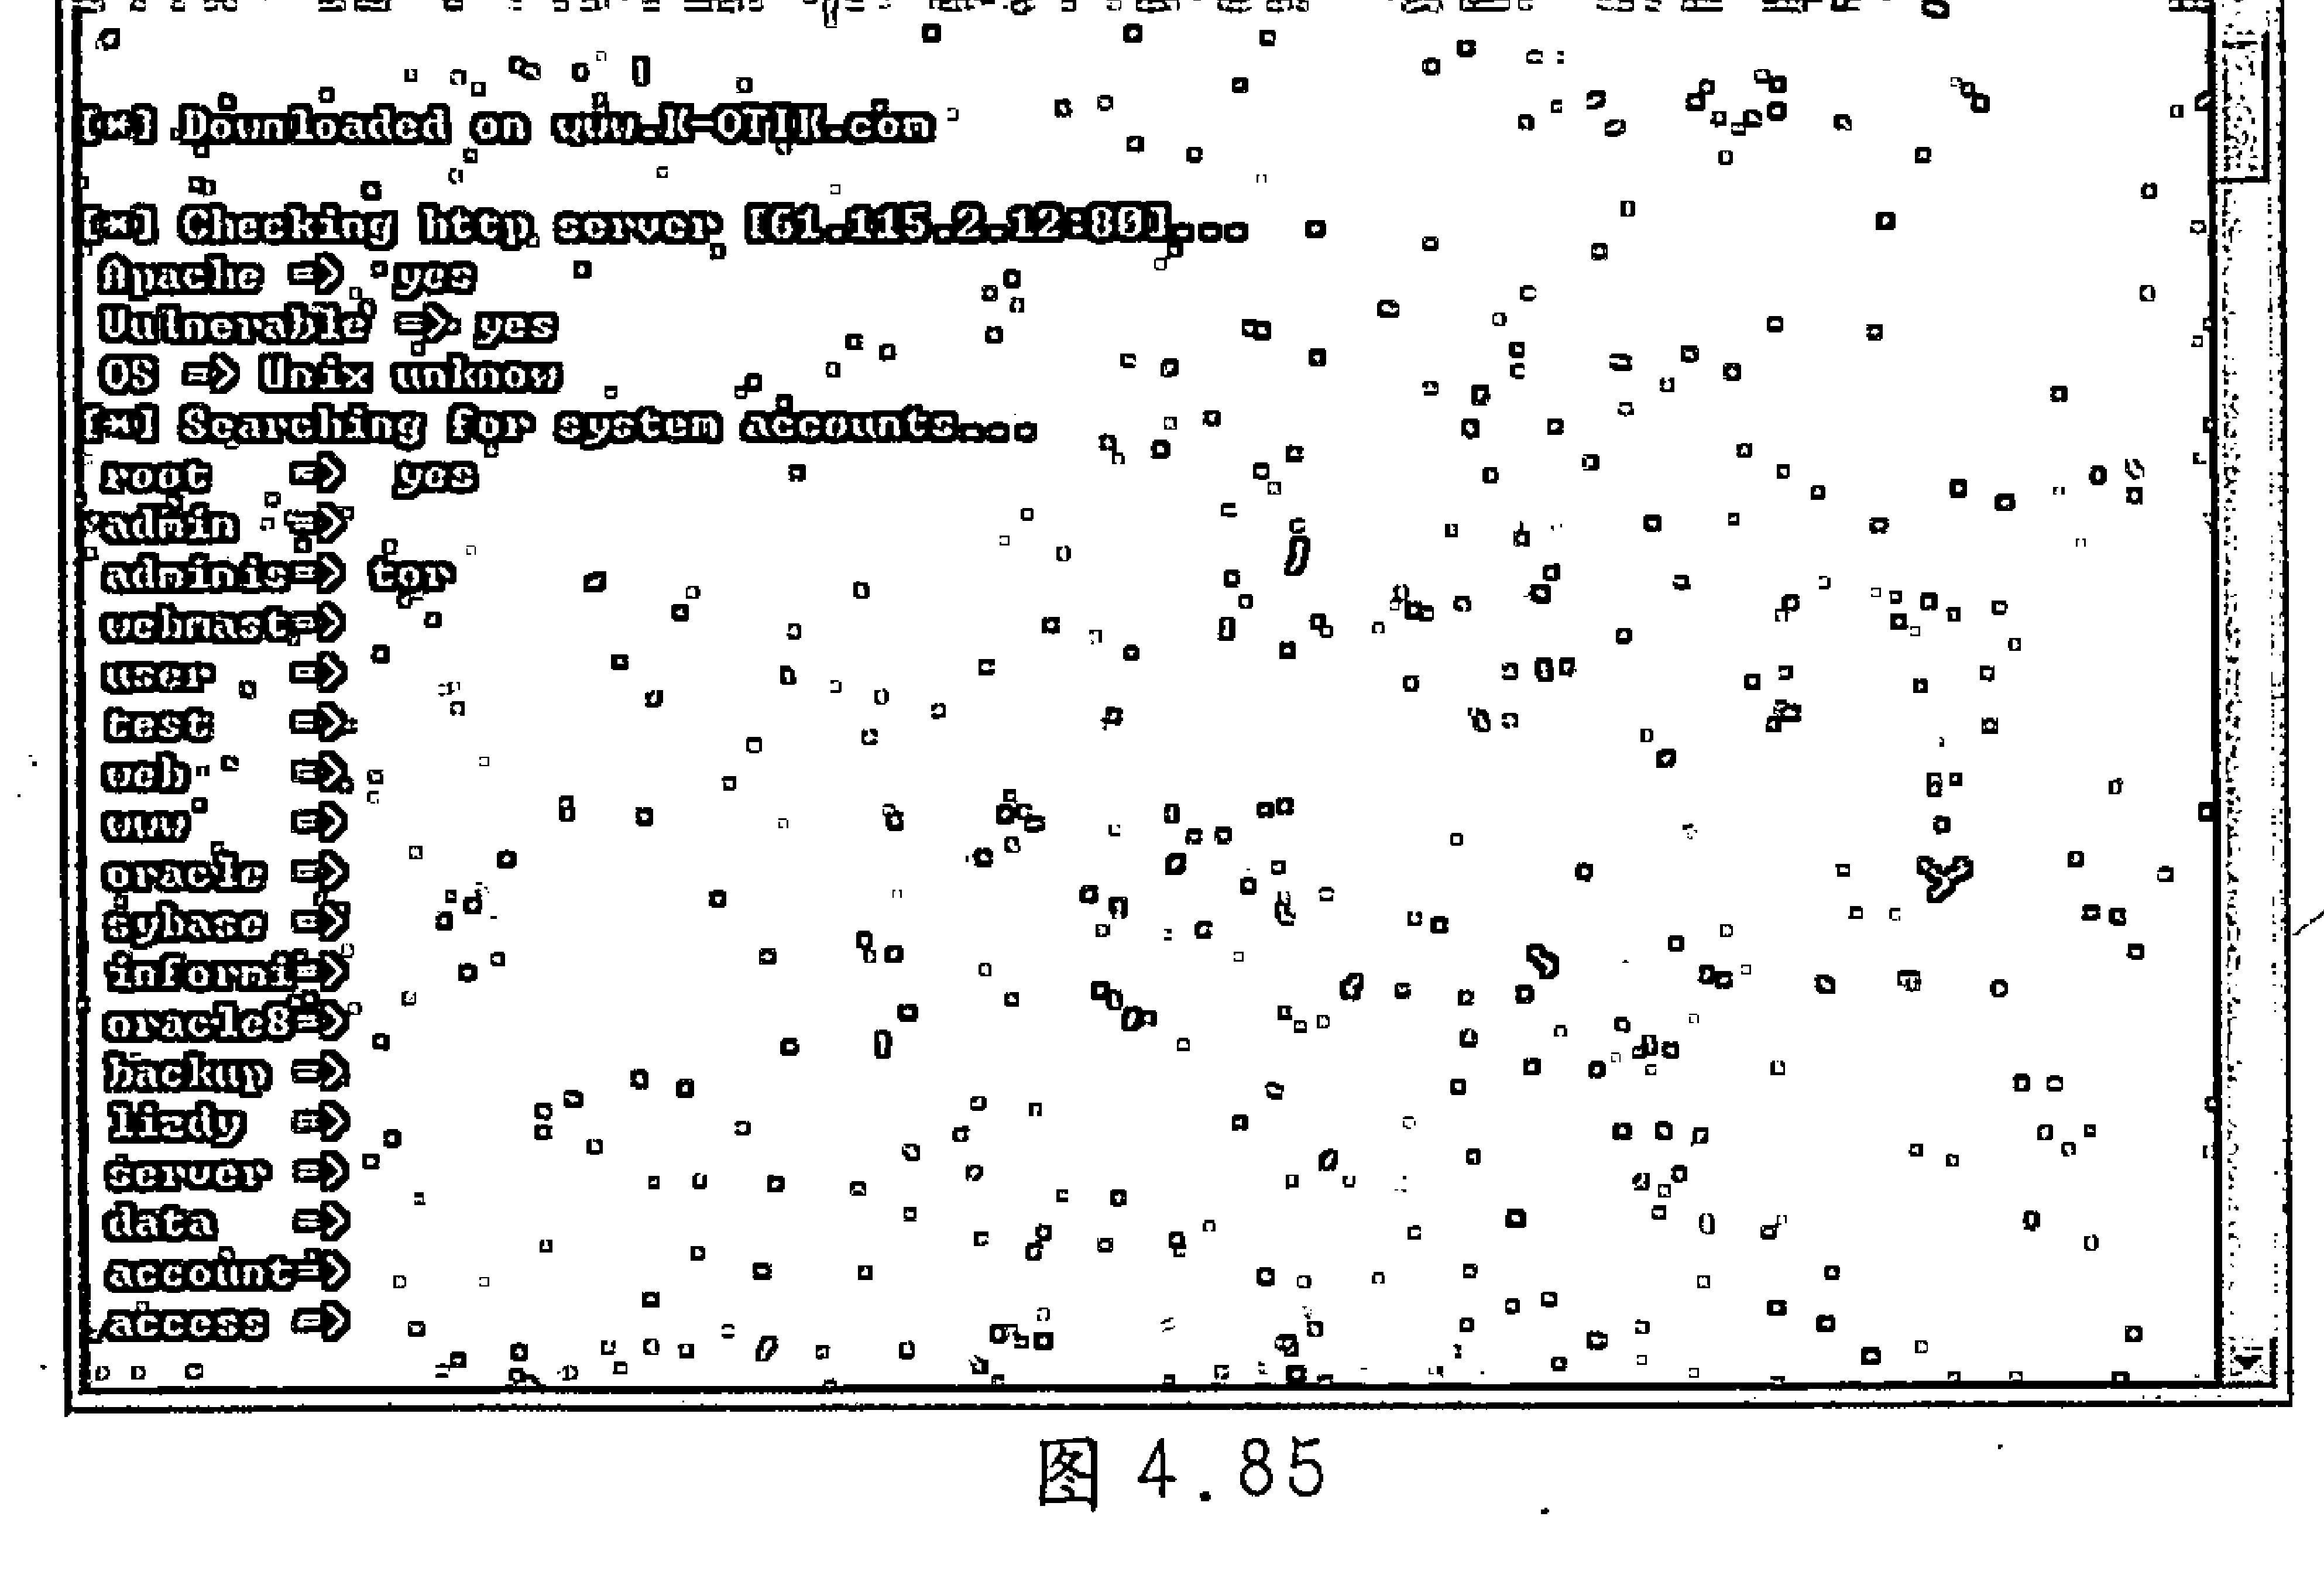 [*] Downloaded on www.K-OTIK.com
[*] Checking http server [61.115.2.12:80]...
Apache => yes
Vulnerable => yes
OS => Unix unknow
[*] Searching for system accounts...
root => yes
admin =>
adminis=> tor
webmast=>
user =>
test =>
web =>
www =>
oracle =>
sybase =>
informi=>
oracle8=>
backup =>
lizdy =>
server =>
data =>
account=>
access =>
图 4.85